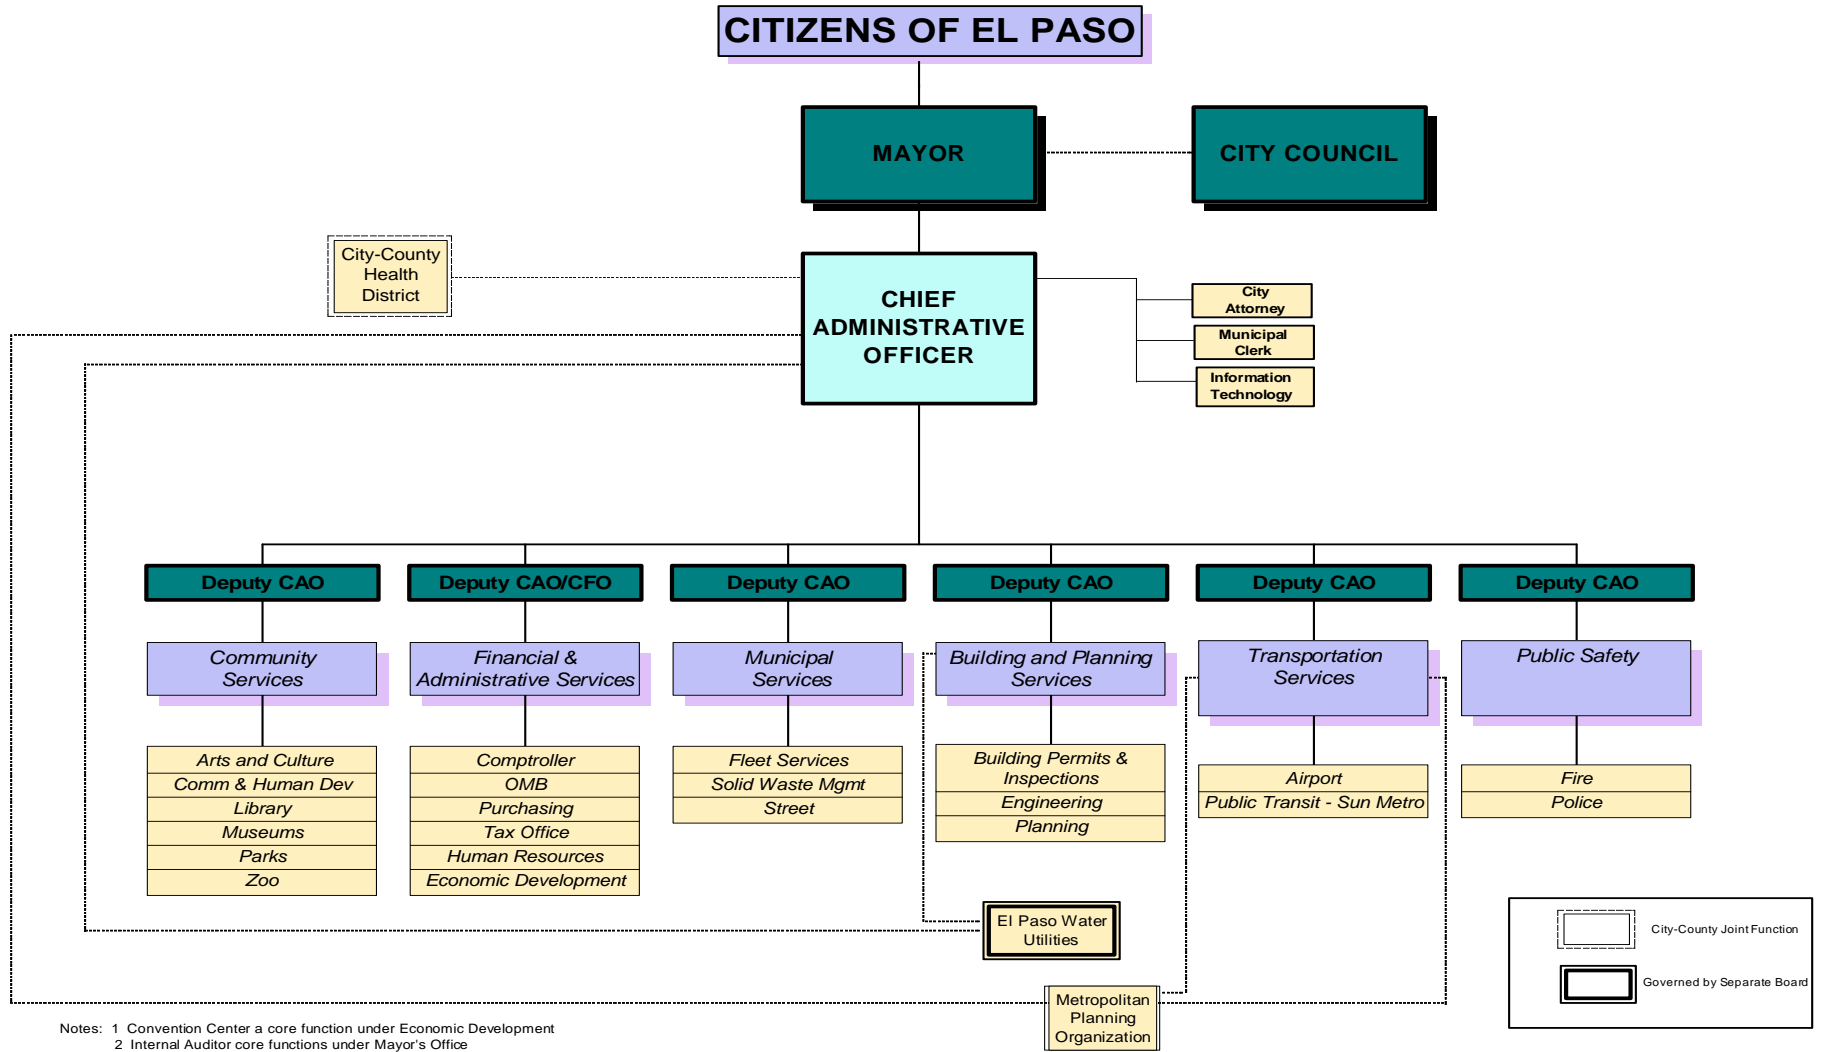 CITIZENS OF EL PASO
MAYOR
CITY COUNCIL
City-County
Health
District
CHIEF
ADMINISTRATIVE
OFFICER
City
Attorney
Municipal
Clerk
Information
Technology
Deputy CAO
Deputy CAO/CFO
Deputy CAO
Deputy CAO
Deputy CAO
Deputy CAO
Community
Services
Financial &
Administrative Services
Municipal
Services
Building and Planning
Services
Transportation
Services
Public Safety
Arts and Culture
Comm & Human Dev
Library
Museums
Parks
Zoo
Comptroller
OMB
Purchasing
Tax Office
Human Resources
Economic Development
Fleet Services
Solid Waste Mgmt
Street
Building Permits &
Inspections
Engineering
Planning
Airport
Public Transit - Sun Metro
Fire
Police
El Paso Water
Utilities
Metropolitan
Planning
Organization
City-County Joint Function
Governed by Separate Board
Notes: 1 Convention Center a core function under Economic Development
2 Internal Auditor core functions under Mayor's Office